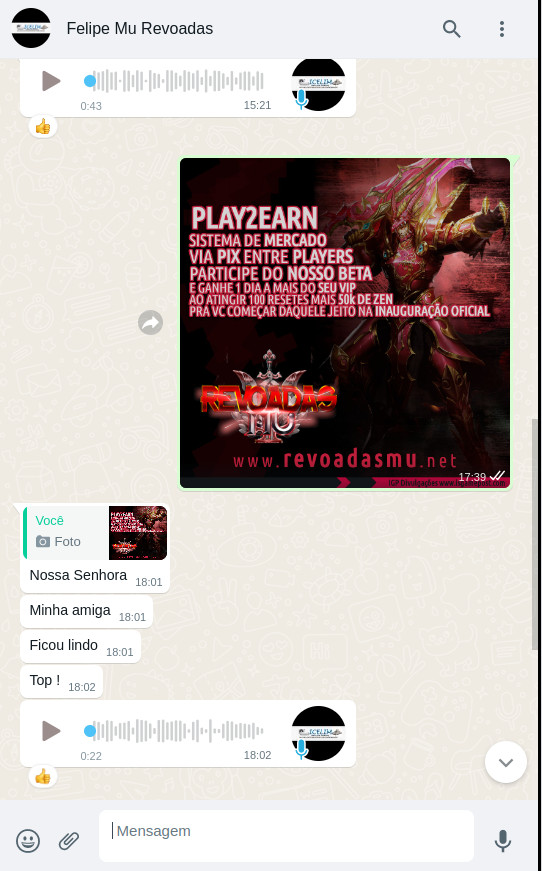 Felipe Mu Revoadas
0:43
15:21
PLAY2EARN
SISTEMA DE MERCADO
VIA PIX ENTRE PLAYERS
PARTICIPE DO NOSSO BETA
E GANHE 1 DIA A MAIS DO SEU VIP
AO ATINGIR 100 RESETES MAIS 50k DE ZEN
PRA VC COMEÇAR DAQUELE JEITO NA INAUGURAÇÃO OFICIAL
REVOADAS
MU
www.revoadasmu.net
17:39
Você
Foto
Nossa Senhora 18:01
Minha amiga 18:01
Ficou lindo 18:01
Top ! 18:02
0:22
18:02
Mensagem